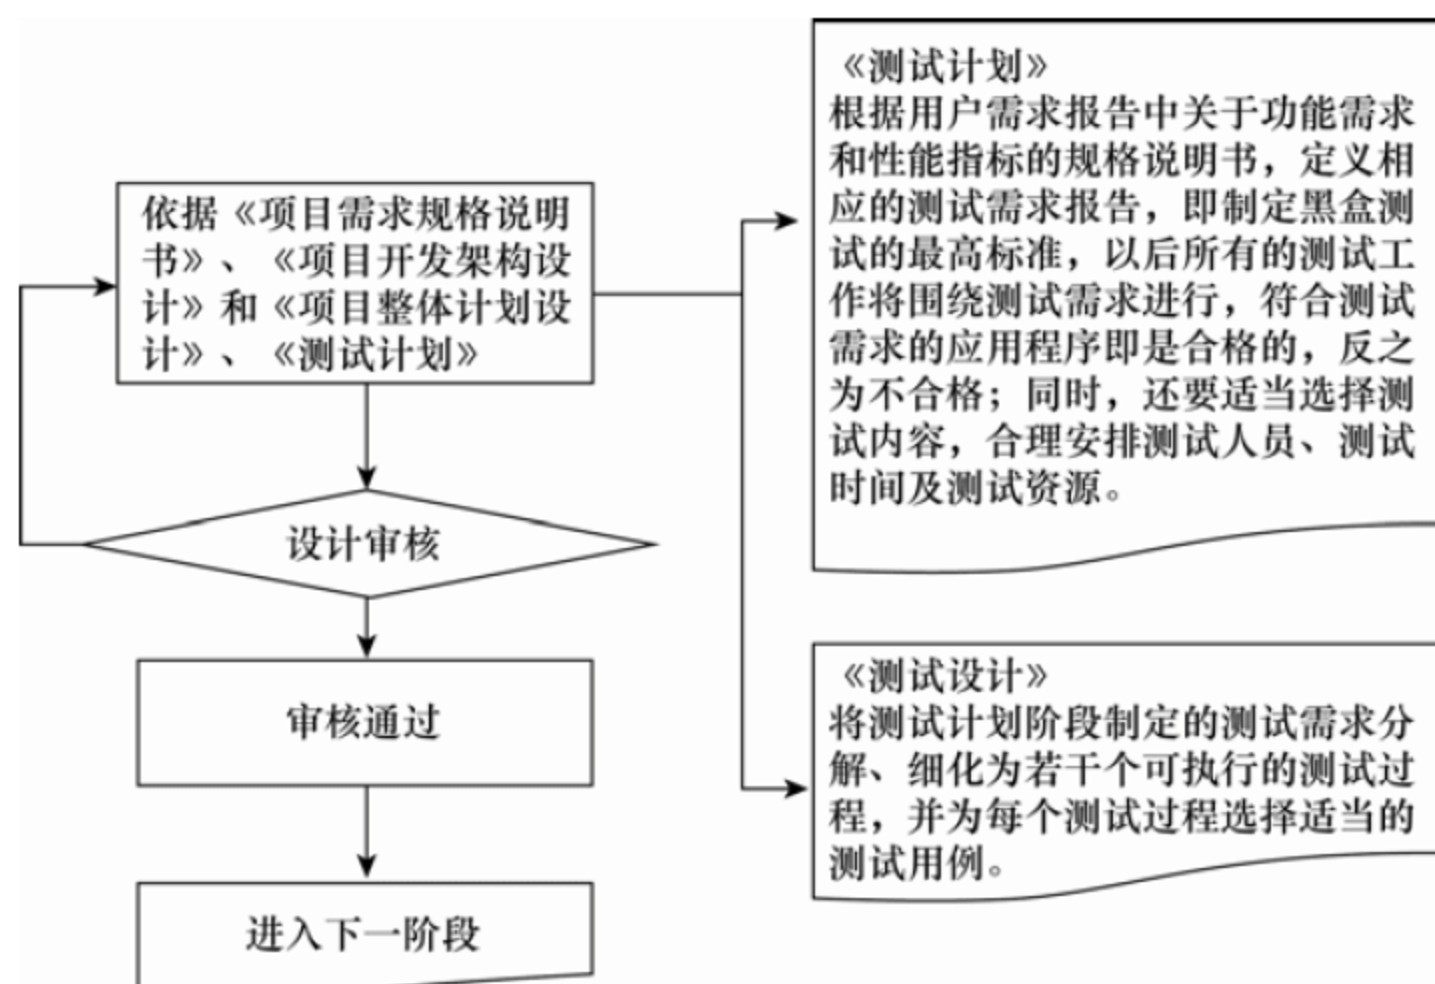 依据《项目需求规格说明
书》、《项目开发架构设
计》和《项目整体计划设
计》、《测试计划》
设计审核
审核通过
进入下一阶段
《测试计划》
根据用户需求报告中关于功能需求
和性能指标的规格说明书，定义相
应的测试需求报告，即制定黑盒测
试的最高标准，以后所有的测试工
作将围绕测试需求进行，符合测试
需求的应用程序即是合格的，反之
为不合格；同时，还要适当选择测
试内容，合理安排测试人员、测试
时间及测试资源。
《测试设计》
将测试计划阶段制定的测试需求分
解、细化为若干个可执行的测试过
程，并为每个测试过程选择适当的
测试用例。